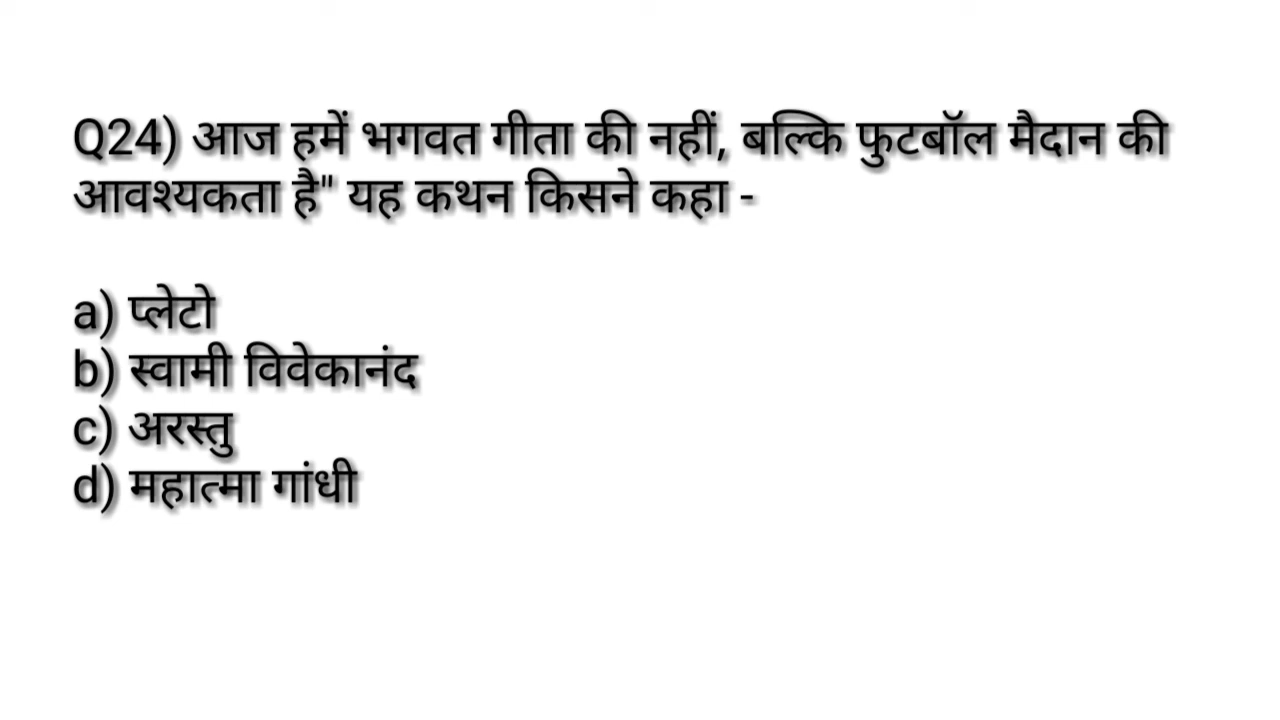 Q24) आज हमें भगवत गीता की नहीं, बल्कि फुटबॉल मैदान की
आवश्यकता है" यह कथन किसने कहा -
a) प्लेटो
b) स्वामी विवेकानंद
c) अरस्तु
d) महात्मा गांधी